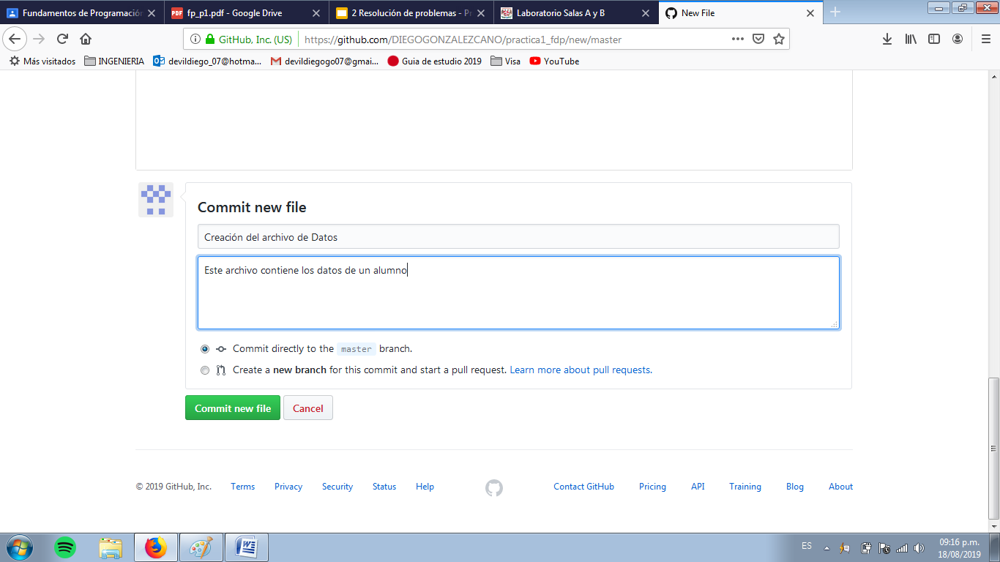 Fundamentos de Programación
fp_p1.pdf - Google Drive
2 Resolución de problemas - Pr
Laboratorio Salas A y B
New File
GitHub, Inc. (US)
https://github.com/DIEGOGONZALEZCANO/practica1_fdp/new/master
Más visitados
INGENIERIA
devildiego_07@hotma...
devildiegogo07@gmai...
Guia de estudio 2019
Visa
YouTube
Commit new file
Creación del archivo de Datos
Este archivo contiene los datos de un alumno
Commit directly to the master branch.
Create a new branch for this commit and start a pull request. Learn more about pull requests.
Commit new file
Cancel
© 2019 GitHub, Inc.
Terms
Privacy
Security
Status
Help
Contact GitHub
Pricing
API
Training
Blog
About
ES
09:16 p.m.
18/08/2019